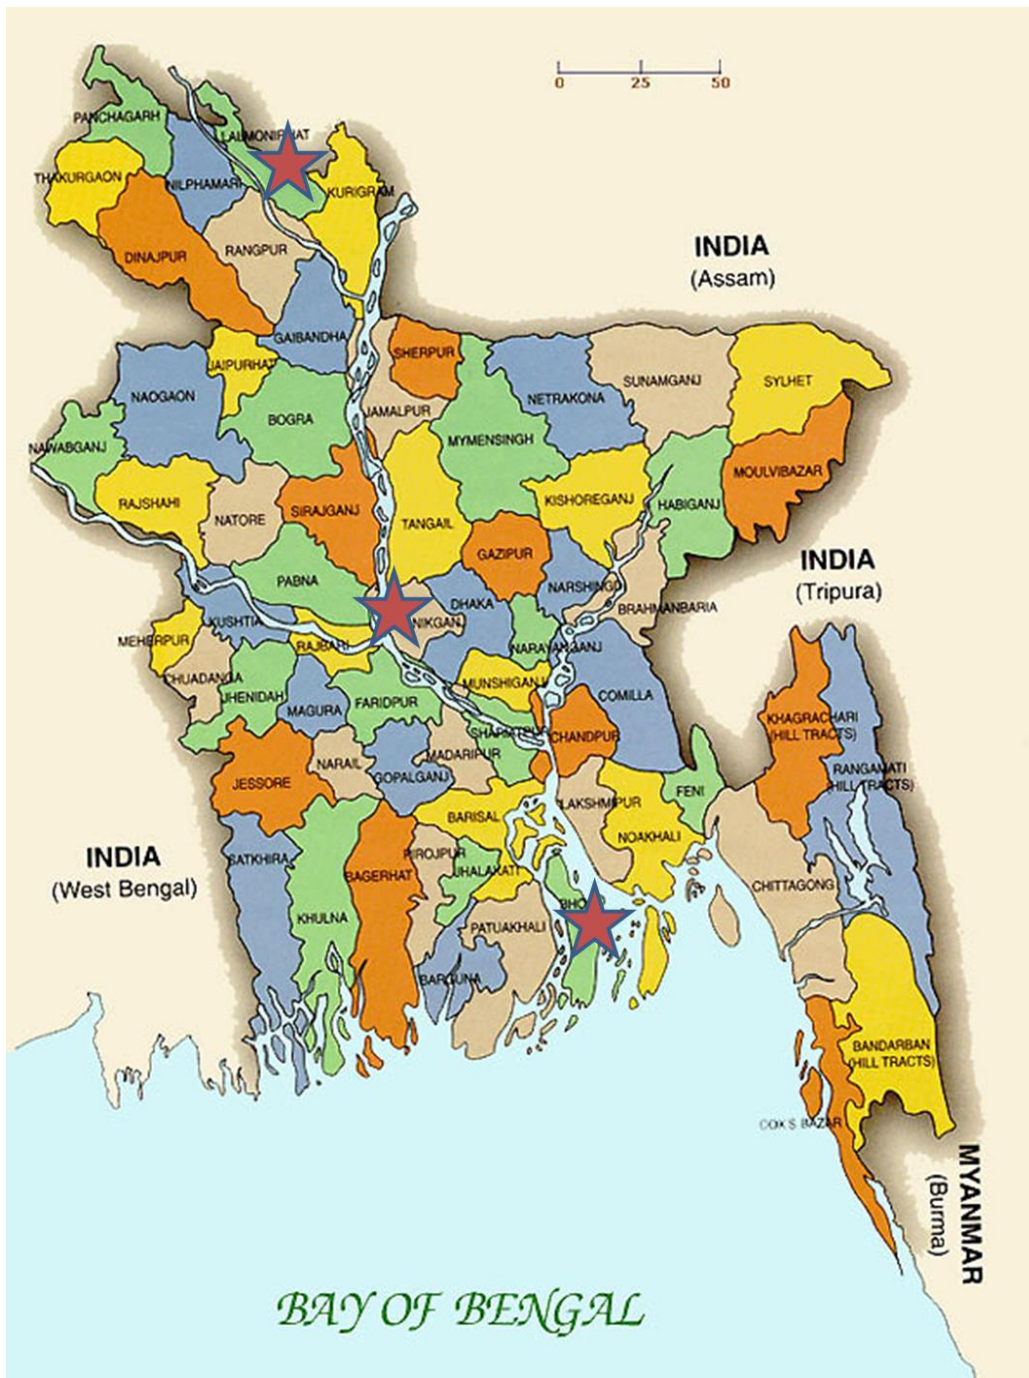 0 25 50
PANCHAGARH
THAKURGAON
NILPHAMARI
KURIGRAM
DINAJPUR
RANGPUR
INDIA
(Assam)
GAIBANDHA
SHERPUR
JAIPURHAT
NAOGAON
BOGRA
JAMALPUR
NETRAKONA
SUNAMGANJ
SYLHET
NAWABGANJ
MYMENSINGH
MOULVIBAZAR
RAJSHAHI
NATORE
SIRAJGANJ
TANGAIL
KISHOREGANJ
HABIGANJ
GAZIPUR
INDIA
(Tripura)
PABNA
DHAKA
NARSHINGDI
BRAHMANBARIA
KUSHTIA
NIKGANJ
MEHERPUR
RAJBARI
NARAYANGANJ
CHUADANGA
JHENIDAH
MAGURA
FARIDPUR
MUNSHIGANJ
COMILLA
SHARIATPUR
CHANDPUR
KHAGRACHARI
(HILL TRACTS)
JESSORE
NARAIL
GOPALGANJ
MADARIPUR
RANGAMATI
(HILL TRACTS)
FENI
BARISAL
LAKSHMIPUR
NOAKHALI
INDIA
(West Bengal)
SATKHIRA
KHULNA
BAGERHAT
PIROJPUR
JHALAKATI
CHITTAGONG
BHO
PATUAKHALI
BARGUNA
BANDARBAN
(HILL TRACTS)
COX'S BAZAR
MYANMAR
(Burma)
BAY OF BENGAL